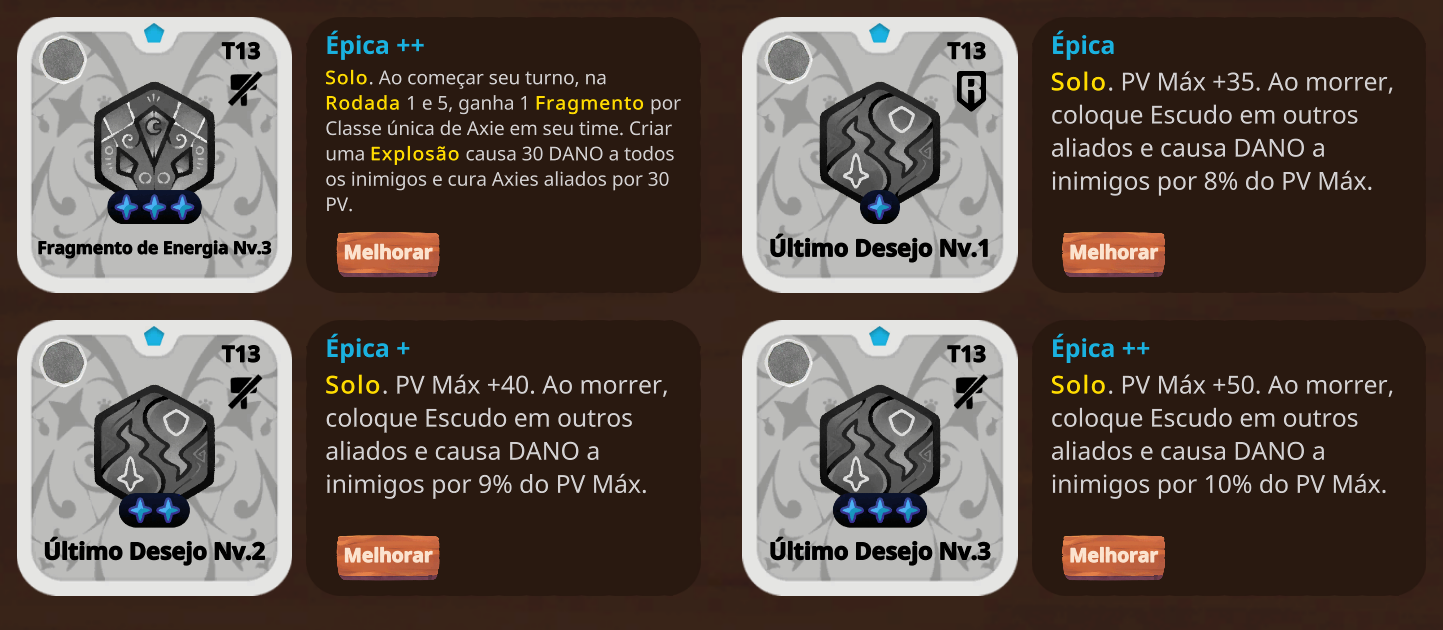 T13
Fragmento de Energia Nv.3
Épica ++
Solo. Ao começar seu turno, na
Rodada 1 e 5, ganha 1 Fragmento por
Classe única de Axie em seu time. Criar
uma Explosão causa 30 DANO a todos
os inimigos e cura Axies aliados por 30
PV.
Melhorar
T13
R
Último Desejo Nv.1
Épica
Solo. PV Máx +35. Ao morrer,
coloque Escudo em outros
aliados e causa DANO a
inimigos por 8% do PV Máx.
Melhorar
T13
Último Desejo Nv.2
Épica +
Solo. PV Máx +40. Ao morrer,
coloque Escudo em outros
aliados e causa DANO a
inimigos por 9% do PV Máx.
Melhorar
T13
Último Desejo Nv.3
Épica ++
Solo. PV Máx +50. Ao morrer,
coloque Escudo em outros
aliados e causa DANO a
inimigos por 10% do PV Máx.
Melhorar